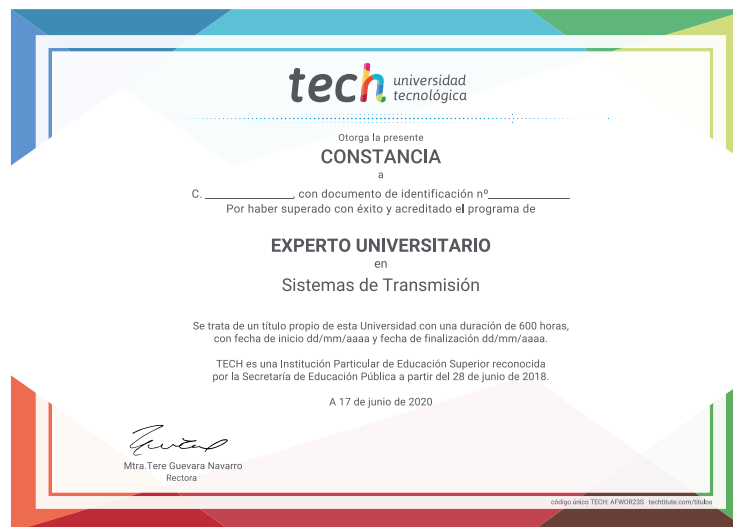 tech universidad
tecnológica
Otorga la presente
CONSTANCIA
a
C. ______________, con documento de identificación nº______________
Por haber superado con éxito y acreditado el programa de
EXPERTO UNIVERSITARIO
en
Sistemas de Transmisión
Se trata de un título propio de esta Universidad con una duración de 600 horas,
con fecha de inicio dd/mm/aaaa y fecha de finalización dd/mm/aaaa.
TECH es una Institución Particular de Educación Superior reconocida
por la Secretaría de Educación Pública a partir del 28 de junio de 2018.
A 17 de junio de 2020
Mtra.Tere Guevara Navarro
Rectora
código único TECH: AFWOR23S techtitute.com/titulos